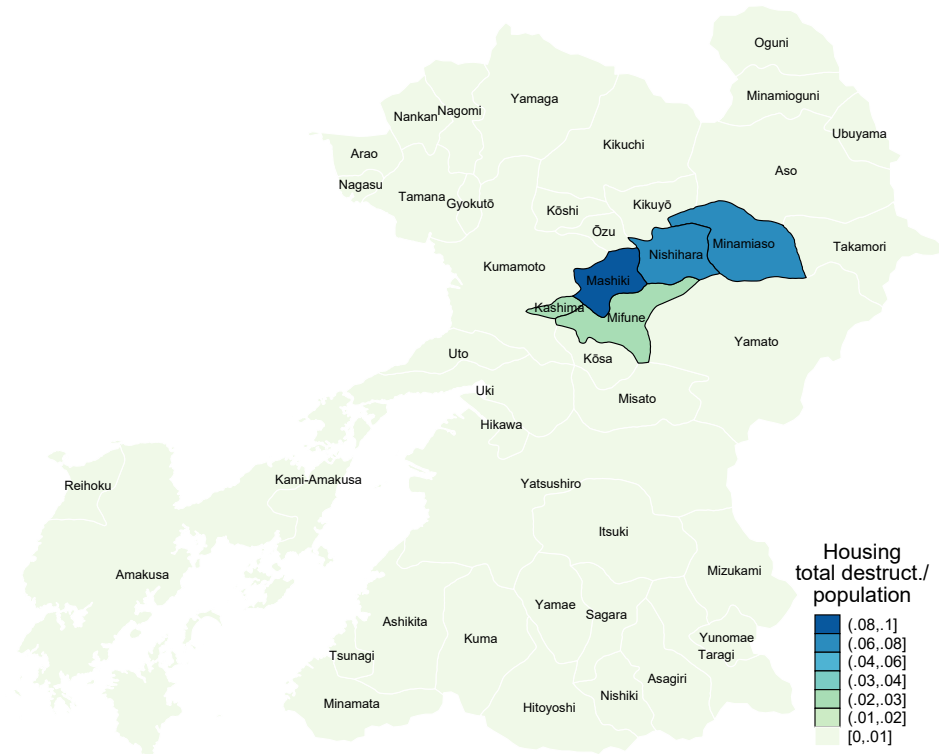 Oguni
Yamaga
Minamioguni
Nagomi
Nankan
Ubuyama
Kikuchi
Arao
Aso
Nagasu
Tamana
Gyokutō
Kikuyō
Kōshi
Ōzu
Minamiaso
Takamori
Nishihara
Kumamoto
Mashiki
Kashima
Mifune
Yamato
Uto
Kōsa
Uki
Misato
Hikawa
Kami-Amakusa
Reihoku
Yatsushiro
Itsuki
Mizukami
Amakusa
Yamae
Sagara
Ashikita
Kuma
Yunomae
Taragi
Tsunagi
Asagiri
Nishiki
Minamata
Hitoyoshi
Housing
total destruct./
population
(.08,.1]
(.06,.08]
(.04,.06]
(.03,.04]
(.02,.03]
(.01,.02]
[0,.01]